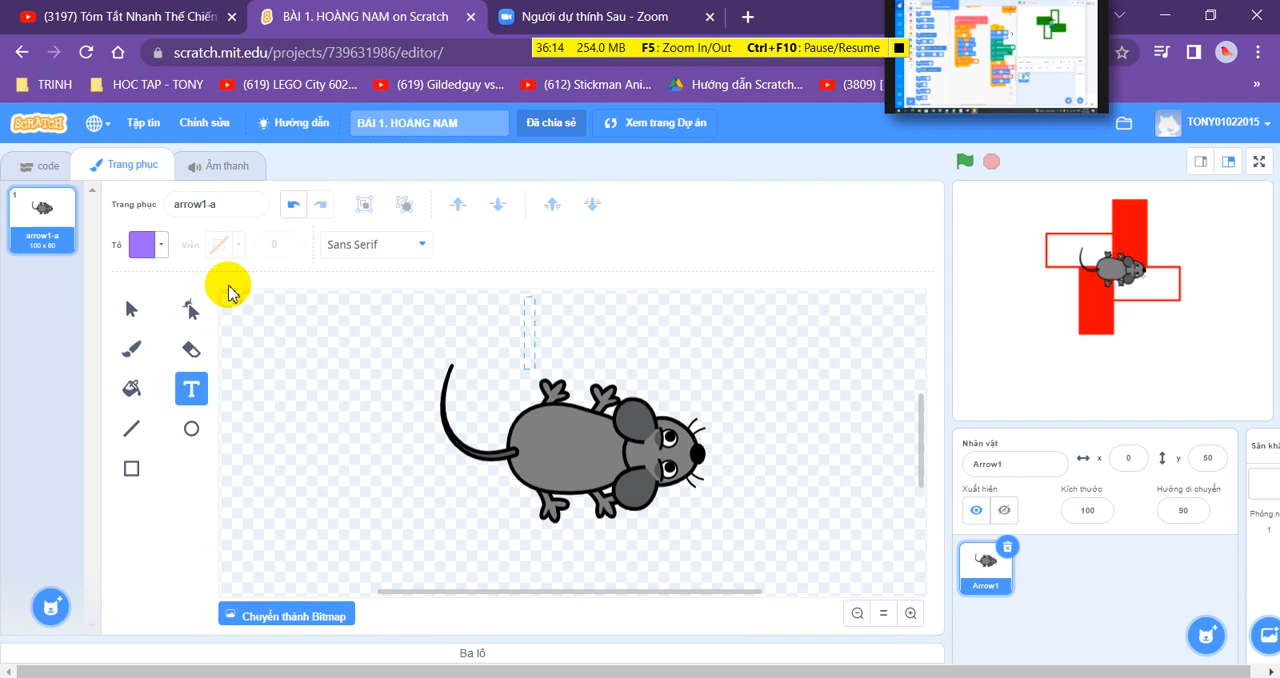 (3197) Tóm Tắt Nhanh Thế Chiến
BÀI 1. HOÀNG NAM on Scratch
Người dự thính Sau - Zoom
scratch.mit.edu/projects/739631986/editor/
36:14 254.0 MB F5: Zoom In/Out Ctrl+F10: Pause/Resume
TRINH
HOC TAP - TONY
(619) LEGO City 602...
(619) Gildedguy vs...
(612) Stickman Ani...
Hướng dẫn Scratch...
(3809) [
»
SCRATCH
Tập tin
Chỉnh sửa
Hướng dẫn
BÀI 1. HOÀNG NAM
Đã chia sẻ
Xem trang Dự án
TONY01022015
code
Trang phục
Âm thanh
1
arrow1-a
100 x 60
Trang phục
arrow1-a
Tô
Viền
0
Sans Serif
T
Chuyển thành Bitmap
Ba lô
Nhân vật
Arrow1
x
0
y
50
Xuất hiện
Kích thước
Hướng di chuyển
100
90
Arrow1
Sân kh
Phông n
1